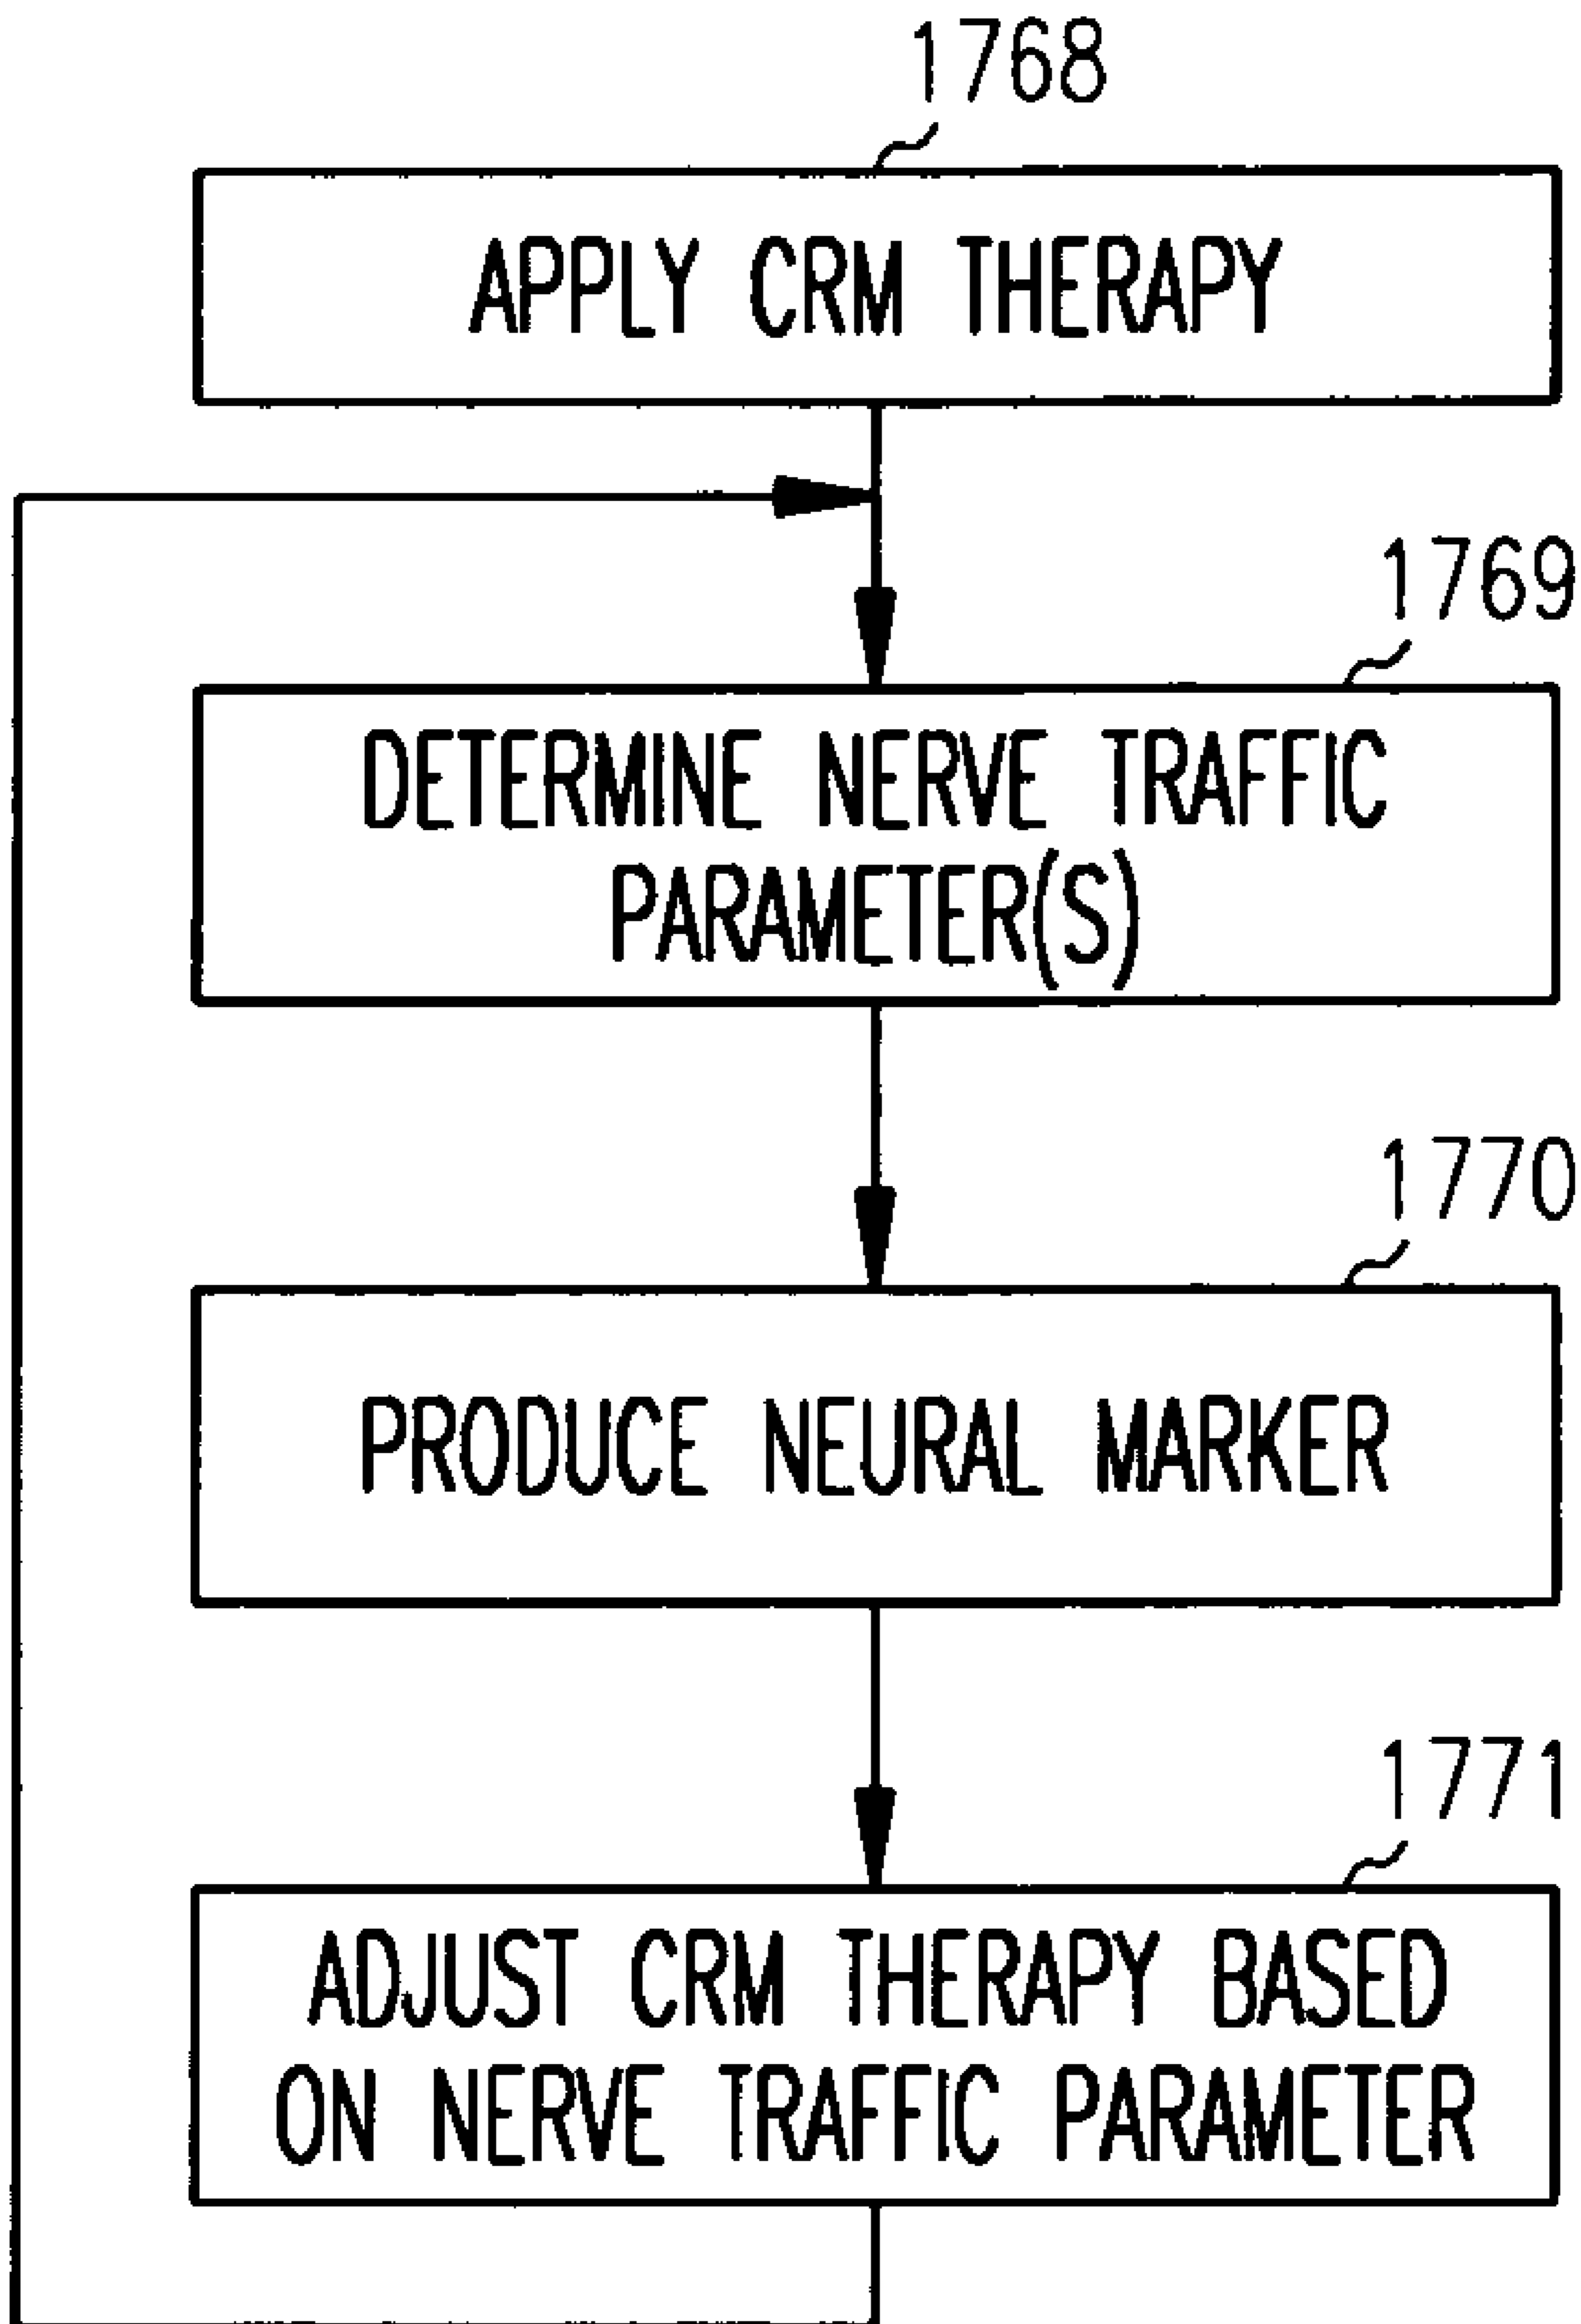 1768
APPLY CRM THERAPY
1769
DETERMINE NERVE TRAFFIC
PARAMETER(S)
1770
PRODUCE NEURAL MARKER
1771
ADJUST CRM THERAPY BASED
ON NERVE TRAFFIC PARAMETER